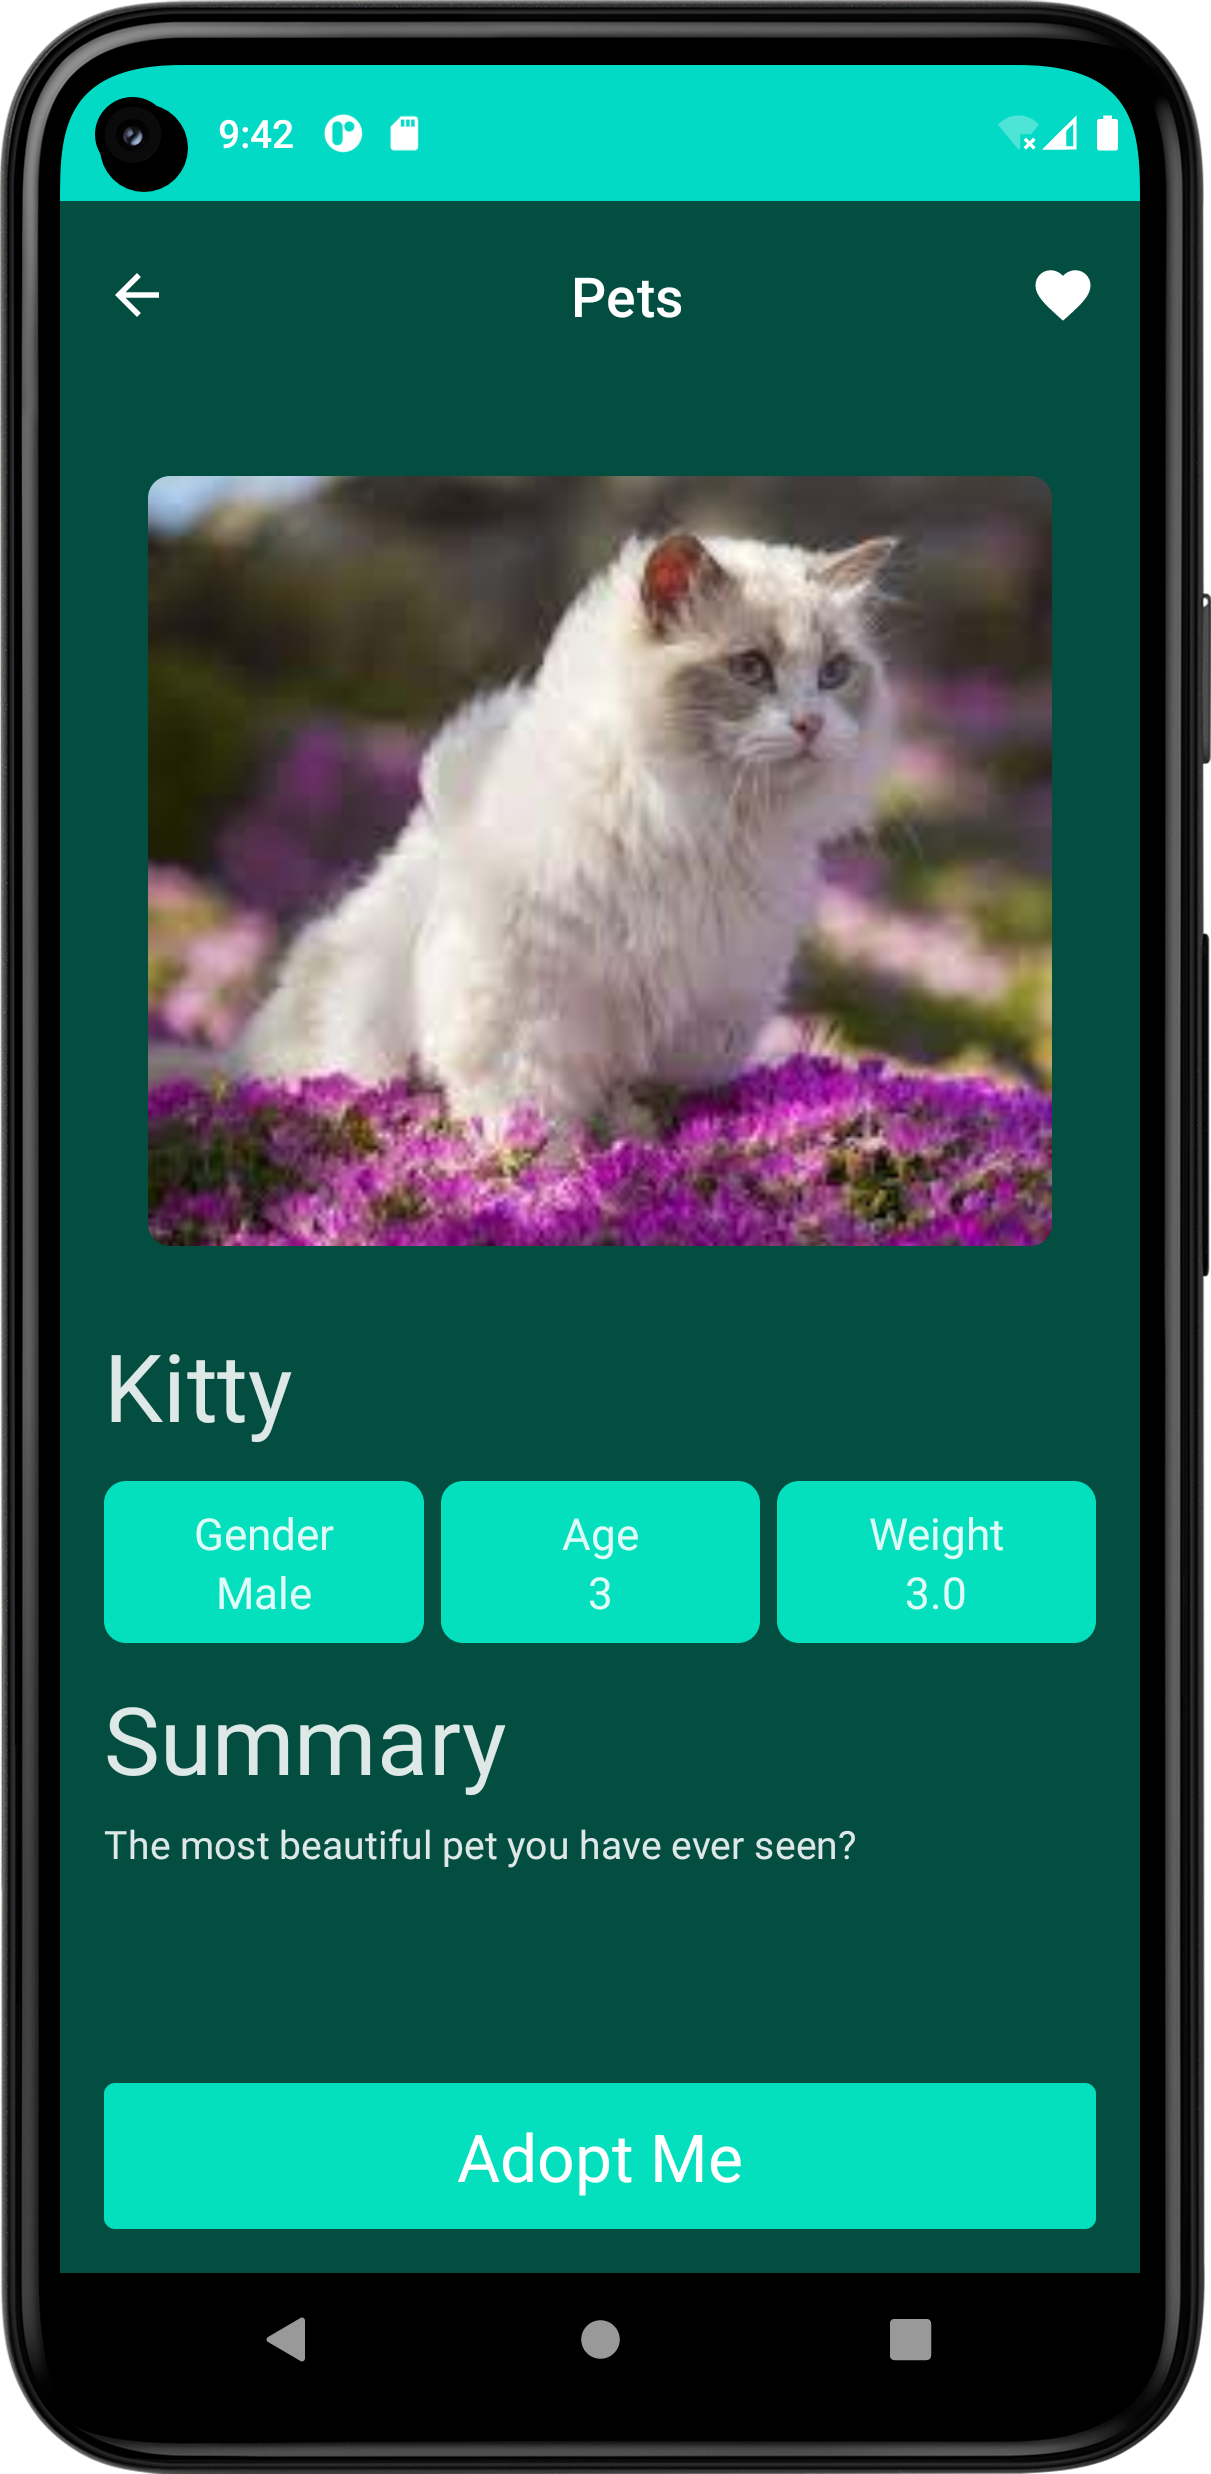 9:42
Pets
Kitty
Gender
Male
Age
3
Weight
3.0
Summary
The most beautiful pet you have ever seen?
Adopt Me